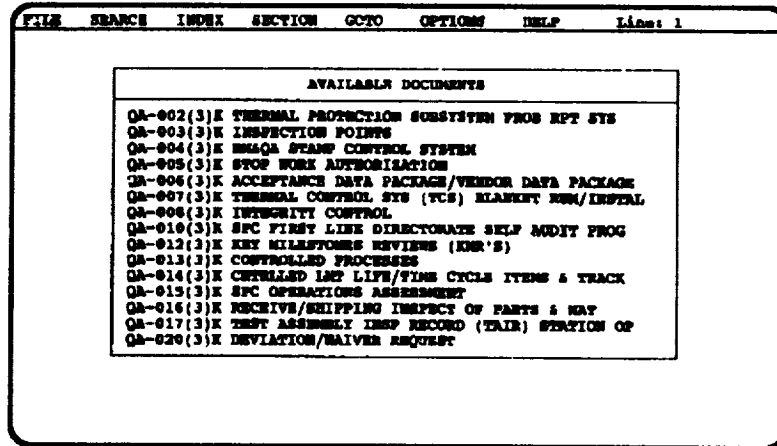 FILE SEARCH INDEX SECTION GOTO OPTIONS HELP Line: 1
AVAILABLE DOCUMENTS
QA-002(3)K THERMAL PROTECTION SUBSYSTEM PROB RPT SYS
QA-003(3)K INSPECTION POINTS
QA-004(3)K RM&QA STAMP CONTROL SYSTEM
QA-005(3)K STOP WORK AUTHORIZATION
QA-006(3)K ACCEPTANCE DATA PACKAGE/VENDOR DATA PACKAGE
QA-007(3)K THERMAL CONTROL SYS (TCS) BLANKET REM/INSTAL
QA-008(3)K INTEGRITY CONTROL
QA-010(3)K SPC FIRST LINE DIRECTORATE SELF AUDIT PROG
QA-012(3)K KEY MILESTONES REVIEWS (KMR'S)
QA-013(3)K CONTROLLED PROCESSES
QA-014(3)K CNTRLLED LMT LIFE/TIME CYCLE ITEMS & TRACK
QA-015(3)K SPC OPERATIONS ASSESSMENT
QA-016(3)K RECEIVE/SHIPPING INSPECT OF PARTS & MAT
QA-017(3)K TEST ASSEMBLY INSP RECORD (TAIR) STATION OP
QA-020(3)K DEVIATION/WAIVER REQUEST